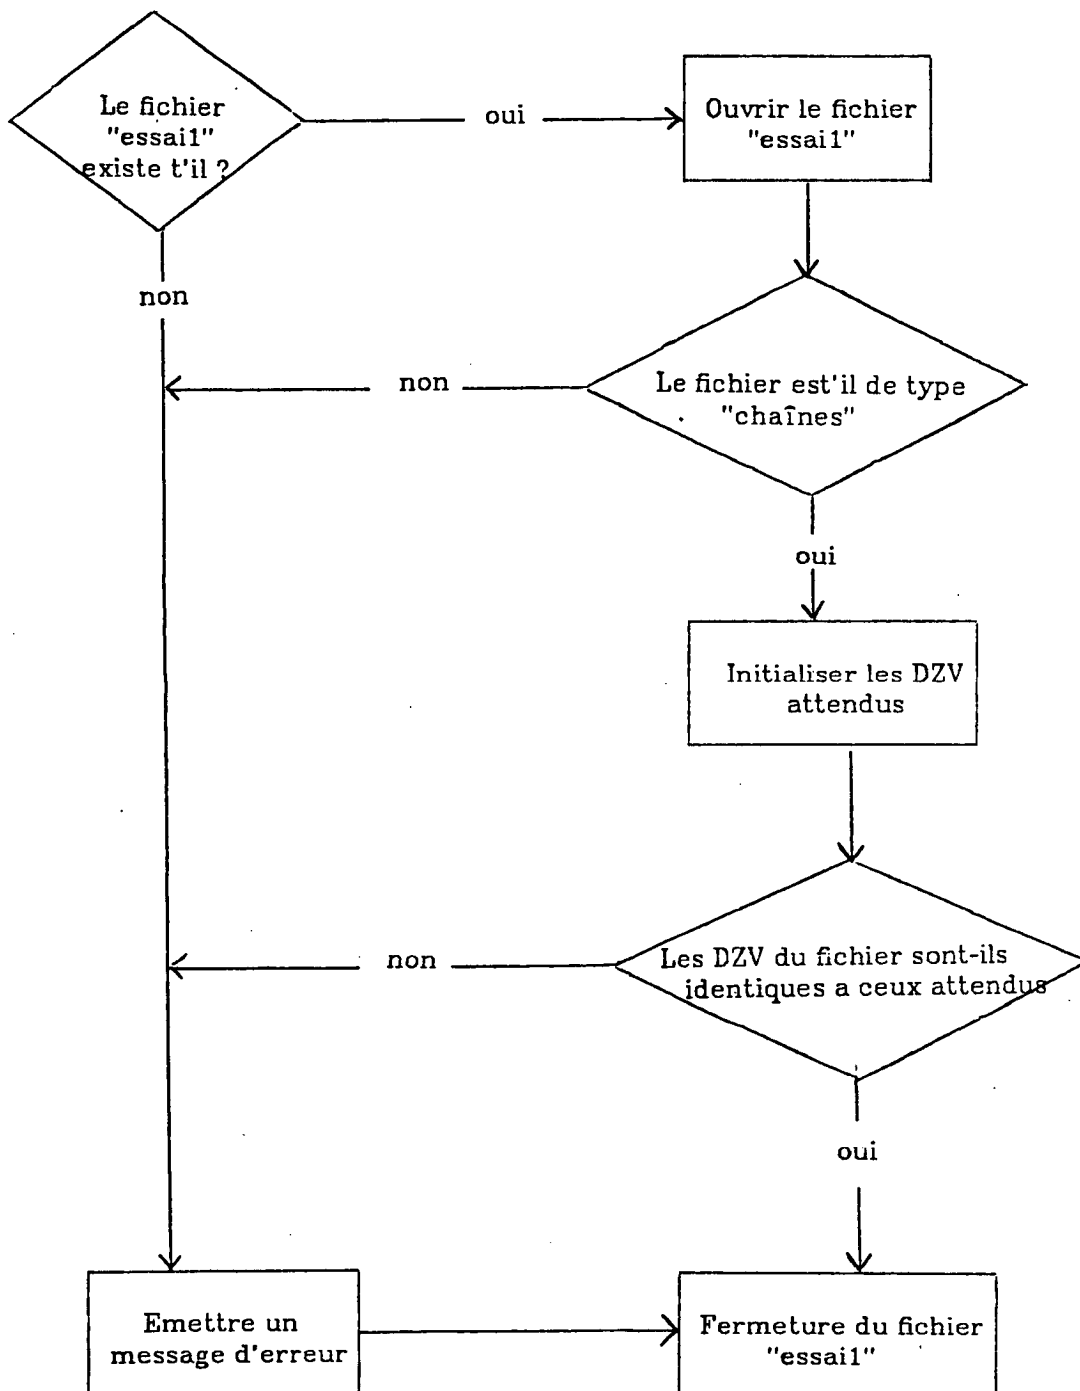 Le fichier
"essai1"
existe t'il ?
oui
Ouvrir le fichier
"essai1"
non
non
Le fichier est'il de type
"chaînes"
oui
Initialiser les DZV
attendus
non
Les DZV du fichier sont-ils
identiques a ceux attendus
oui
Emettre un
message d'erreur
Fermeture du fichier
"essai1"